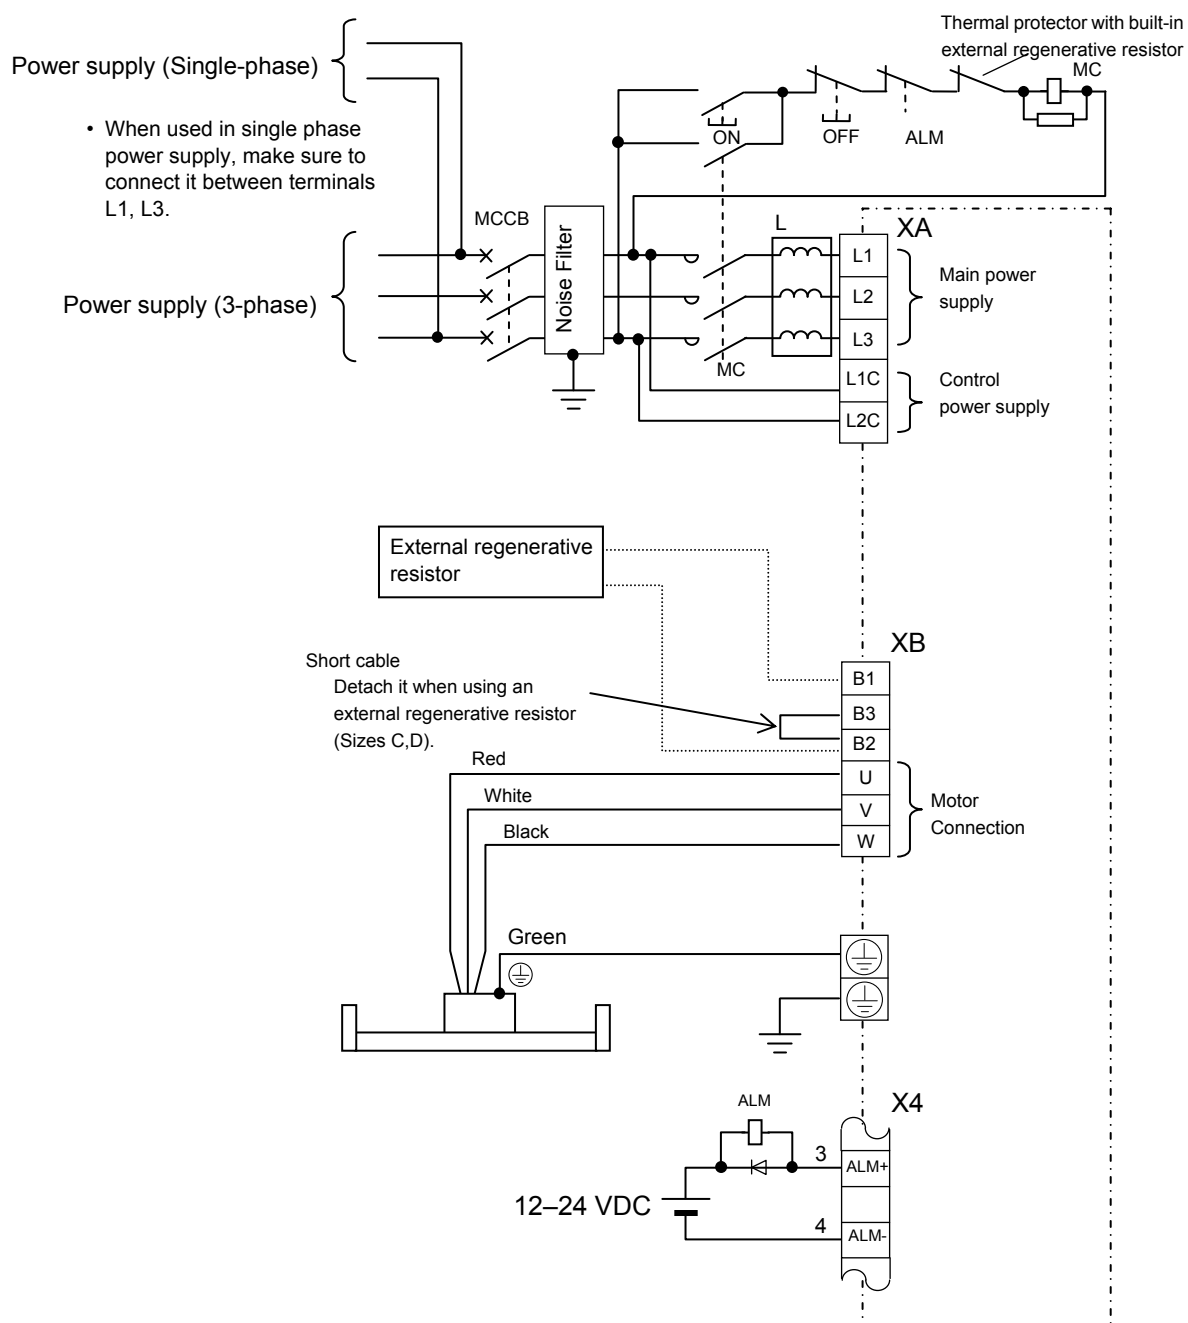 Thermal protector with built-in
external regenerative resistor
Power supply (Single-phase)
MC
• When used in single phase
power supply, make sure to
connect it between terminals
L1, L3.
ON
OFF
ALM
MCCB
Noise Filter
L
XA
L1
L2
L3
L1C
L2C
Main power
supply
Power supply (3-phase)
MC
Control
power supply
External regenerative
resistor
XB
Short cable
Detach it when using an
external regenerative resistor
(Sizes C,D).
B1
B3
B2
U
V
W
Red
White
Black
Motor
Connection
Green
ALM
X4
3
ALM+
12–24 VDC
4
ALM-